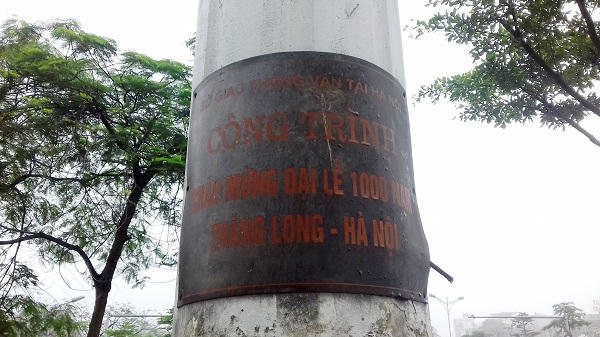 SỞ GIAO THÔNG VẬN TẢI HÀ NỘI
CÔNG TRÌNH
CHÀO MỪNG ĐẠI LỄ 1000 NĂM
THĂNG LONG - HÀ NỘI